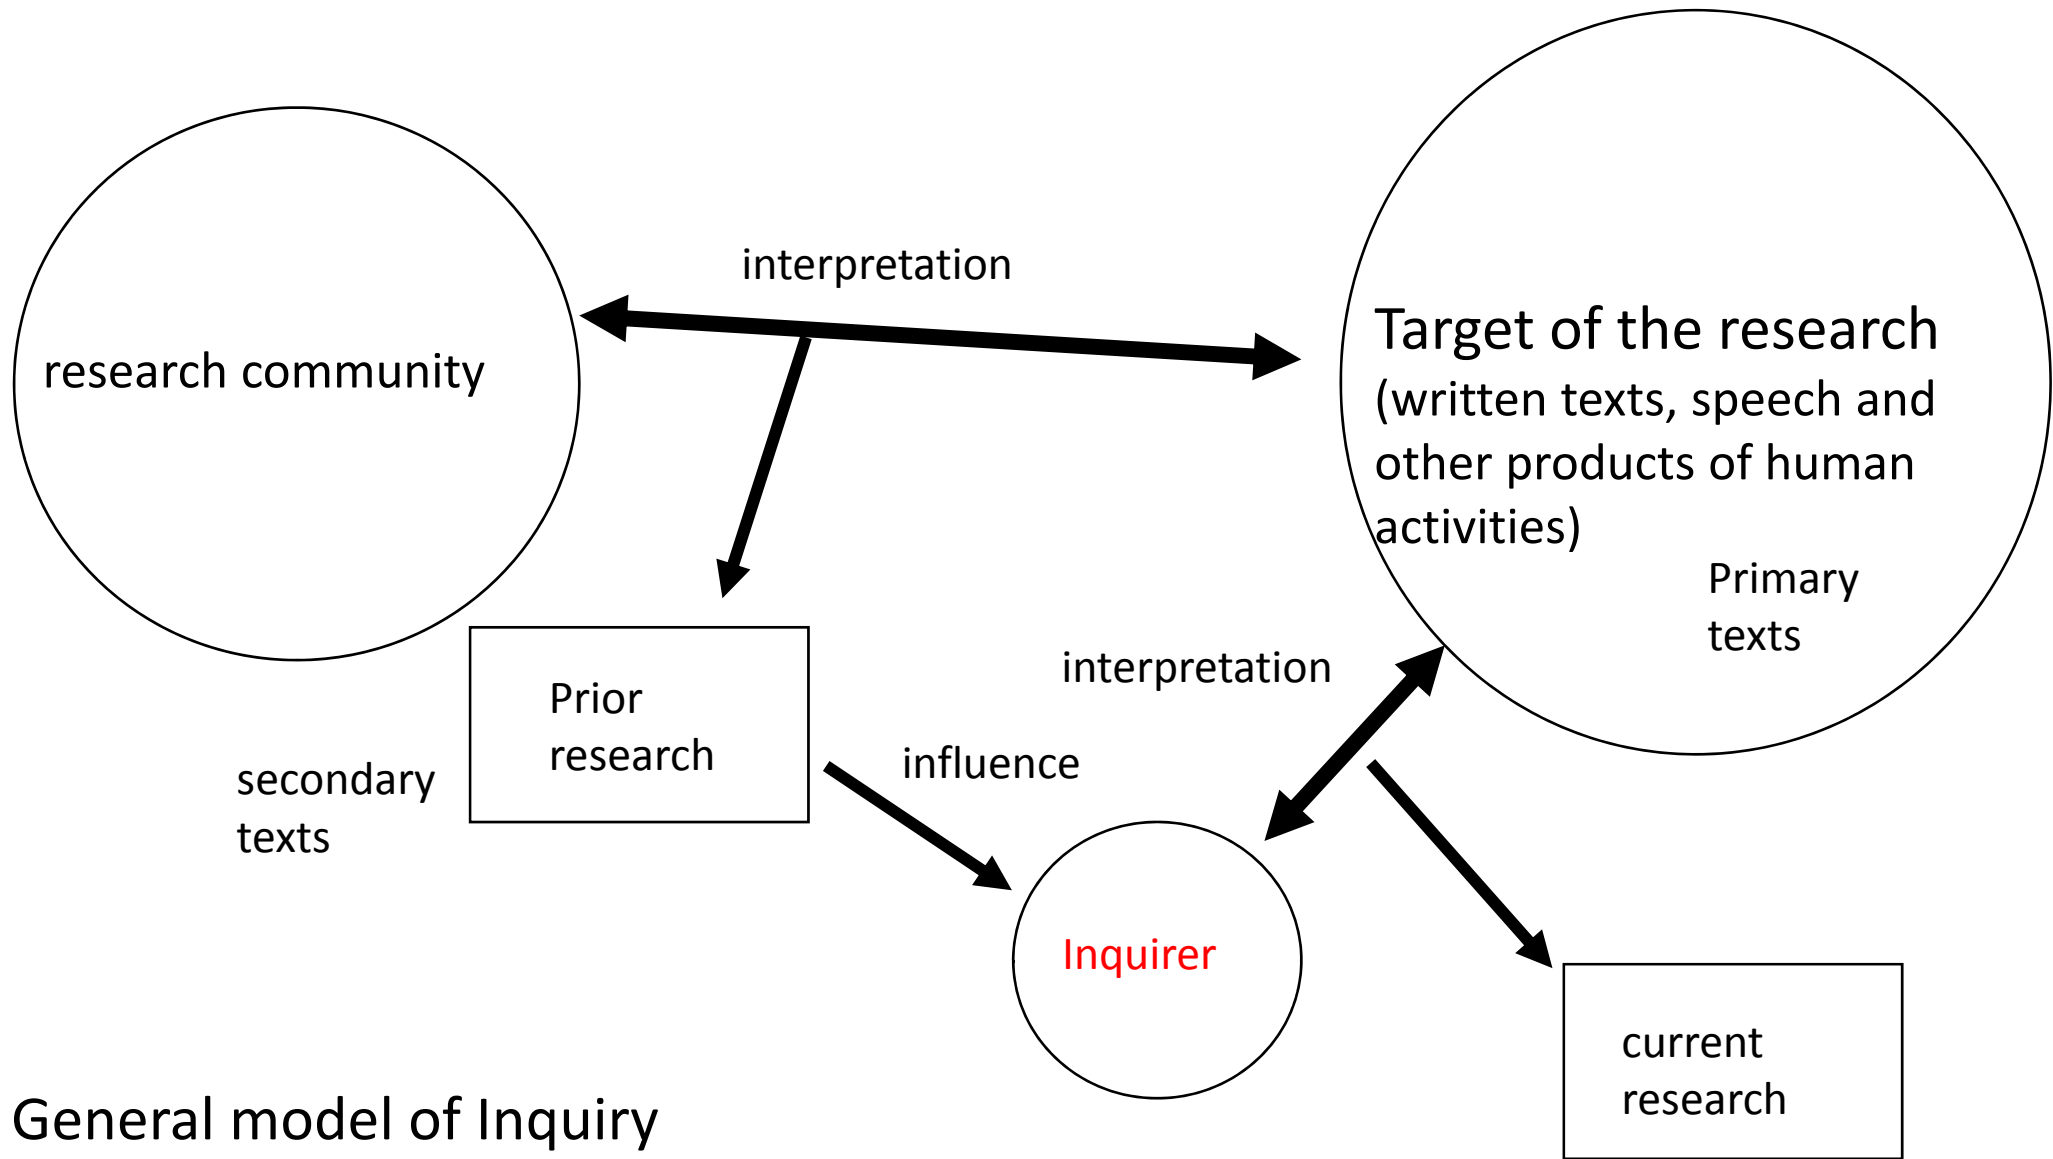 interpretation
research community
Target of the research
(written texts, speech and
other products of human
activities)
Primary
texts
interpretation
Prior
research
influence
secondary
texts
Inquirer
current
research
General model of Inquiry